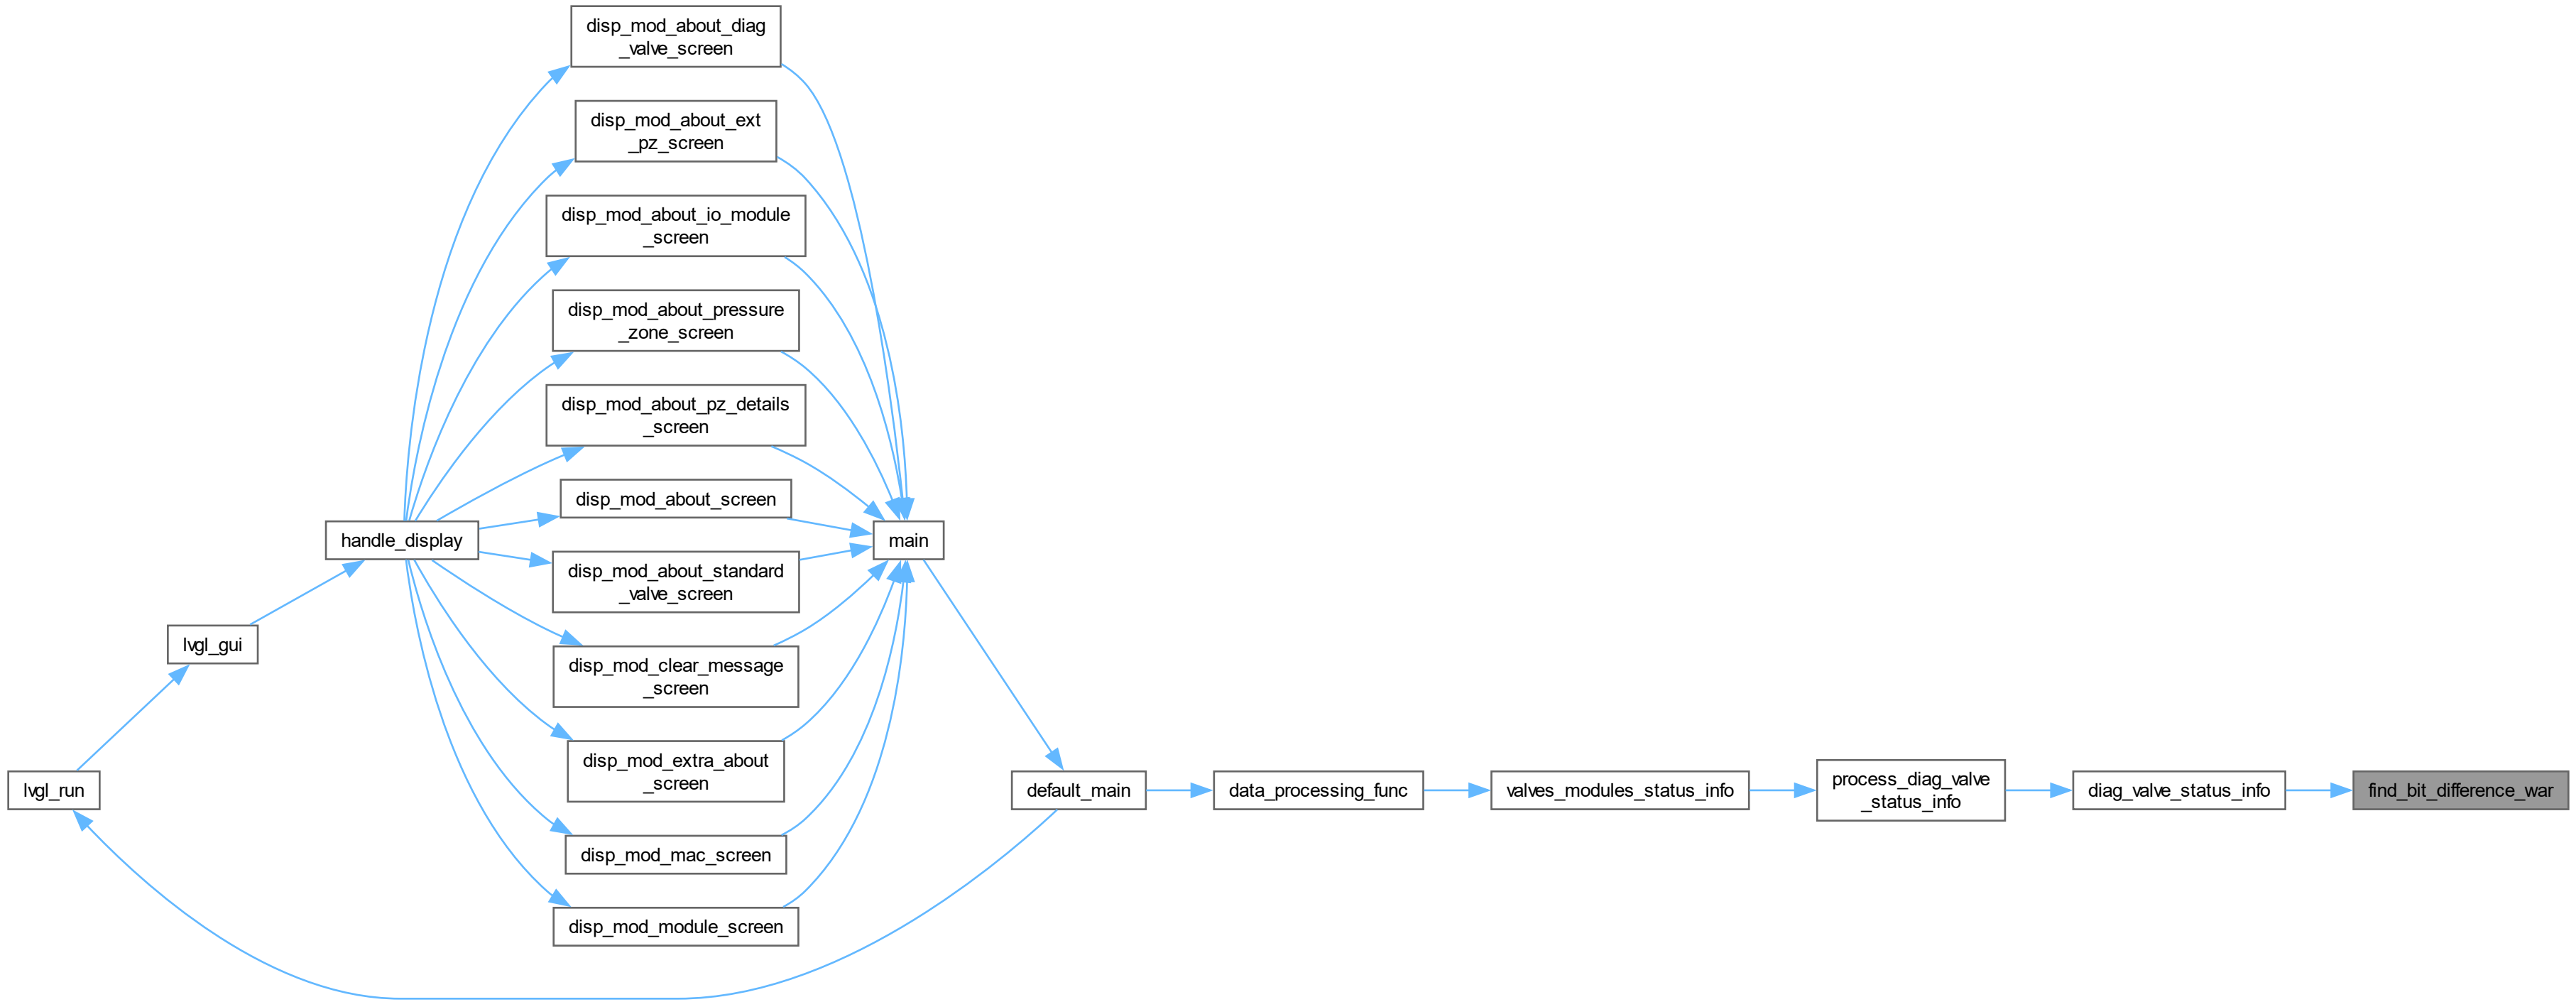 disp_mod_about_diag
_valve_screen
disp_mod_about_ext
_pz_screen
disp_mod_about_io_module
_screen
disp_mod_about_pressure
_zone_screen
disp_mod_about_pz_details
_screen
disp_mod_about_screen
handle_display
main
disp_mod_about_standard
_valve_screen
lvgl_gui
disp_mod_clear_message
_screen
disp_mod_extra_about
_screen
lvgl_run
default_main
data_processing_func
valves_modules_status_info
process_diag_valve
_status_info
diag_valve_status_info
find_bit_difference_war
disp_mod_mac_screen
disp_mod_module_screen